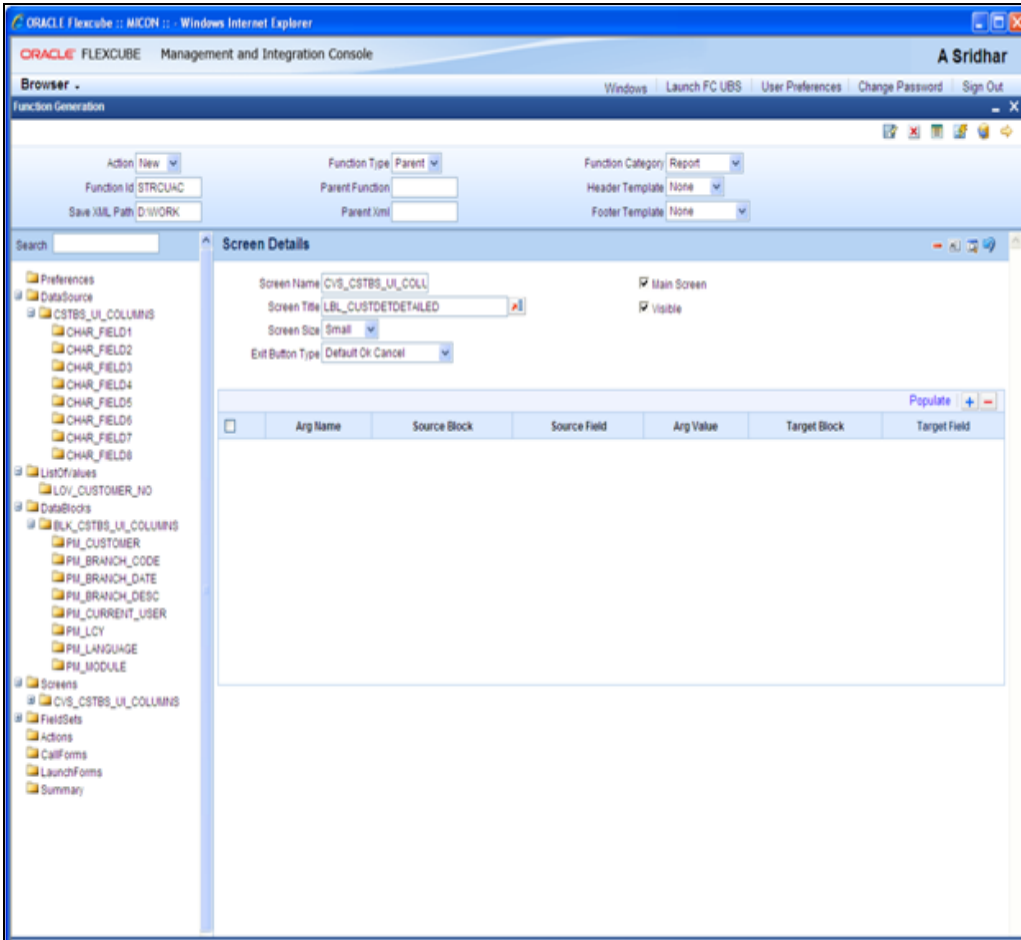 ORACLE Flexcube :: MICON :: - Windows Internet Explorer
ORACLE FLEXCUBE Management and Integration Console
A Sridhar
Browser
Windows Launch FC UBS User Preferences Change Password Sign Out
Function Generation
Action New Function Type Parent Function Category Report
Function Id STRCUAC Parent Function Header Template None
Save XML Path D:\WORK Parent Xml Footer Template None
Search
Screen Details
Preferences
DataSource
CSTBS_UI_COLUMNS
CHAR_FIELD1
CHAR_FIELD2
CHAR_FIELD3
CHAR_FIELD4
CHAR_FIELD5
CHAR_FIELD6
CHAR_FIELD7
CHAR_FIELD8
ListOfValues
LOV_CUSTOMER_NO
DataBlocks
BLK_CSTBS_UI_COLUMNS
PM_CUSTOMER
PM_BRANCH_CODE
PM_BRANCH_DATE
PM_BRANCH_DESC
PM_CURRENT_USER
PM_LCY
PM_LANGUAGE
PM_MODULE
Screens
CVS_CSTBS_UI_COLUMNS
FieldSets
Actions
CallForms
LaunchForms
Summary
Screen Name CVS_CSTBS_UI_COLU Main Screen
Screen Title LBL_CUSTDETDETAILED Visible
Screen Size Small
Exit Button Type Default Ok Cancel
Populate + -
Arg Name Source Block Source Field Arg Value Target Block Target Field